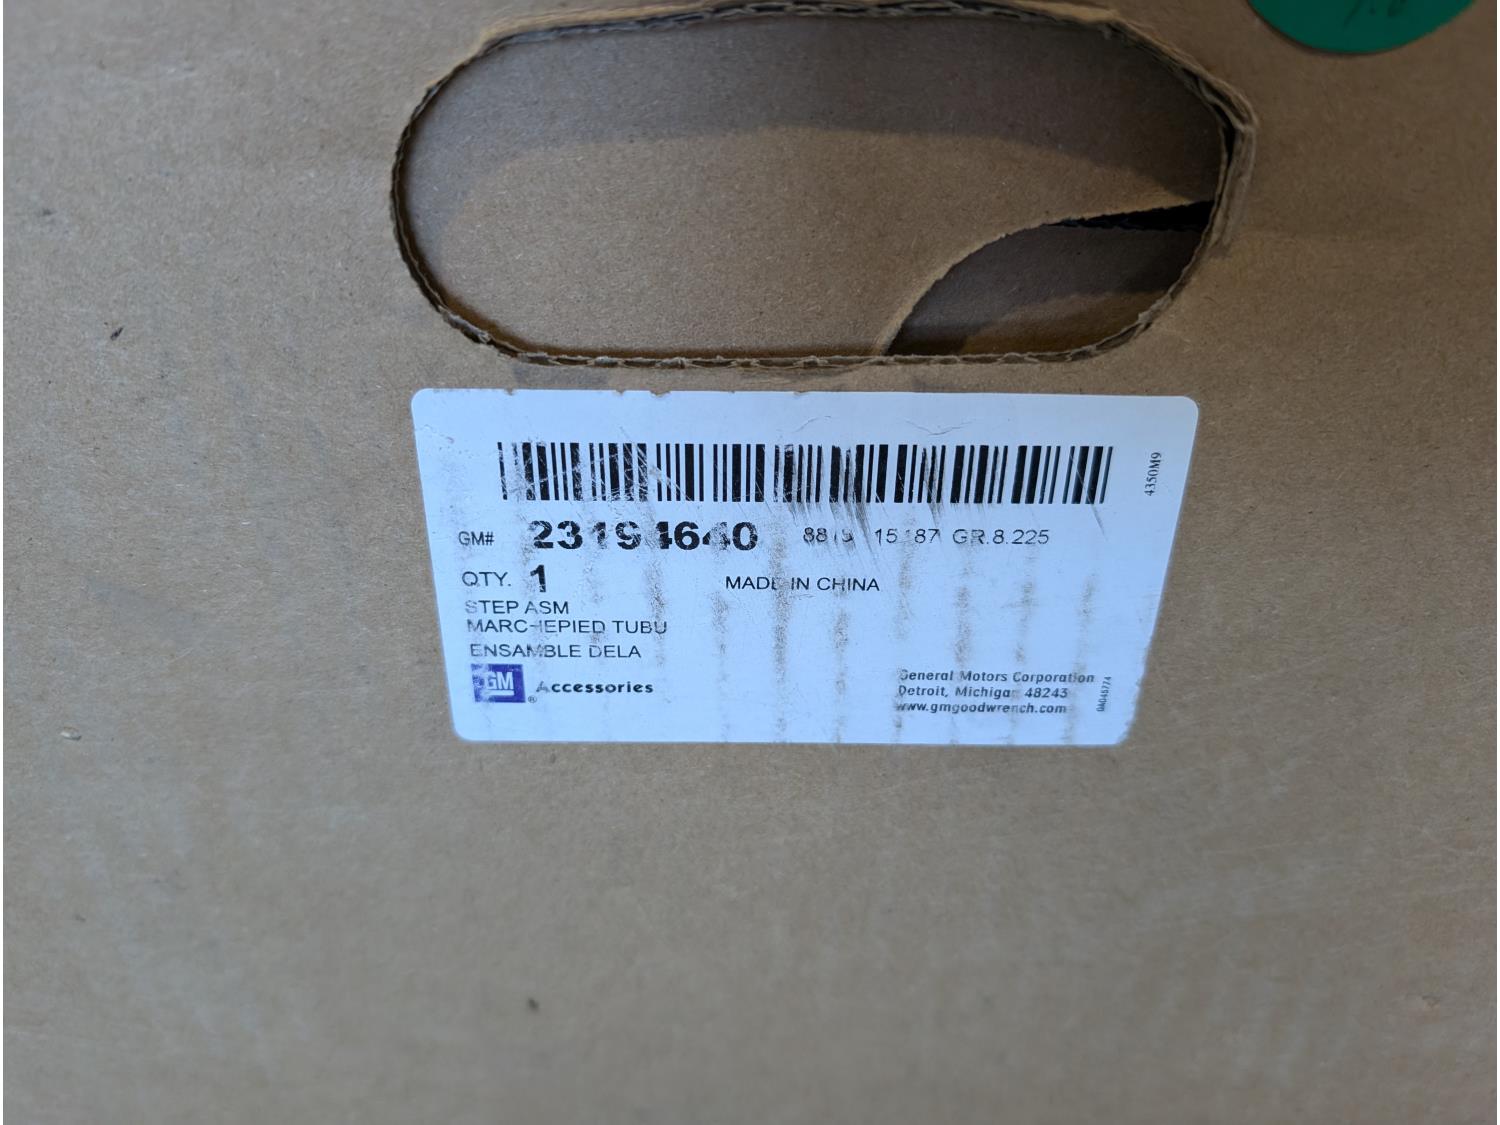 4350M9
GM# 23194640 15187 GR.8.225
QTY. 1 MADE IN CHINA
STEP ASM
MARCHEPIED TUBU
ENSAMBLE DELA
GM ® Accessories
General Motors Corporation
Detroit, Michigan 48243
www.gmgoodwrench.com